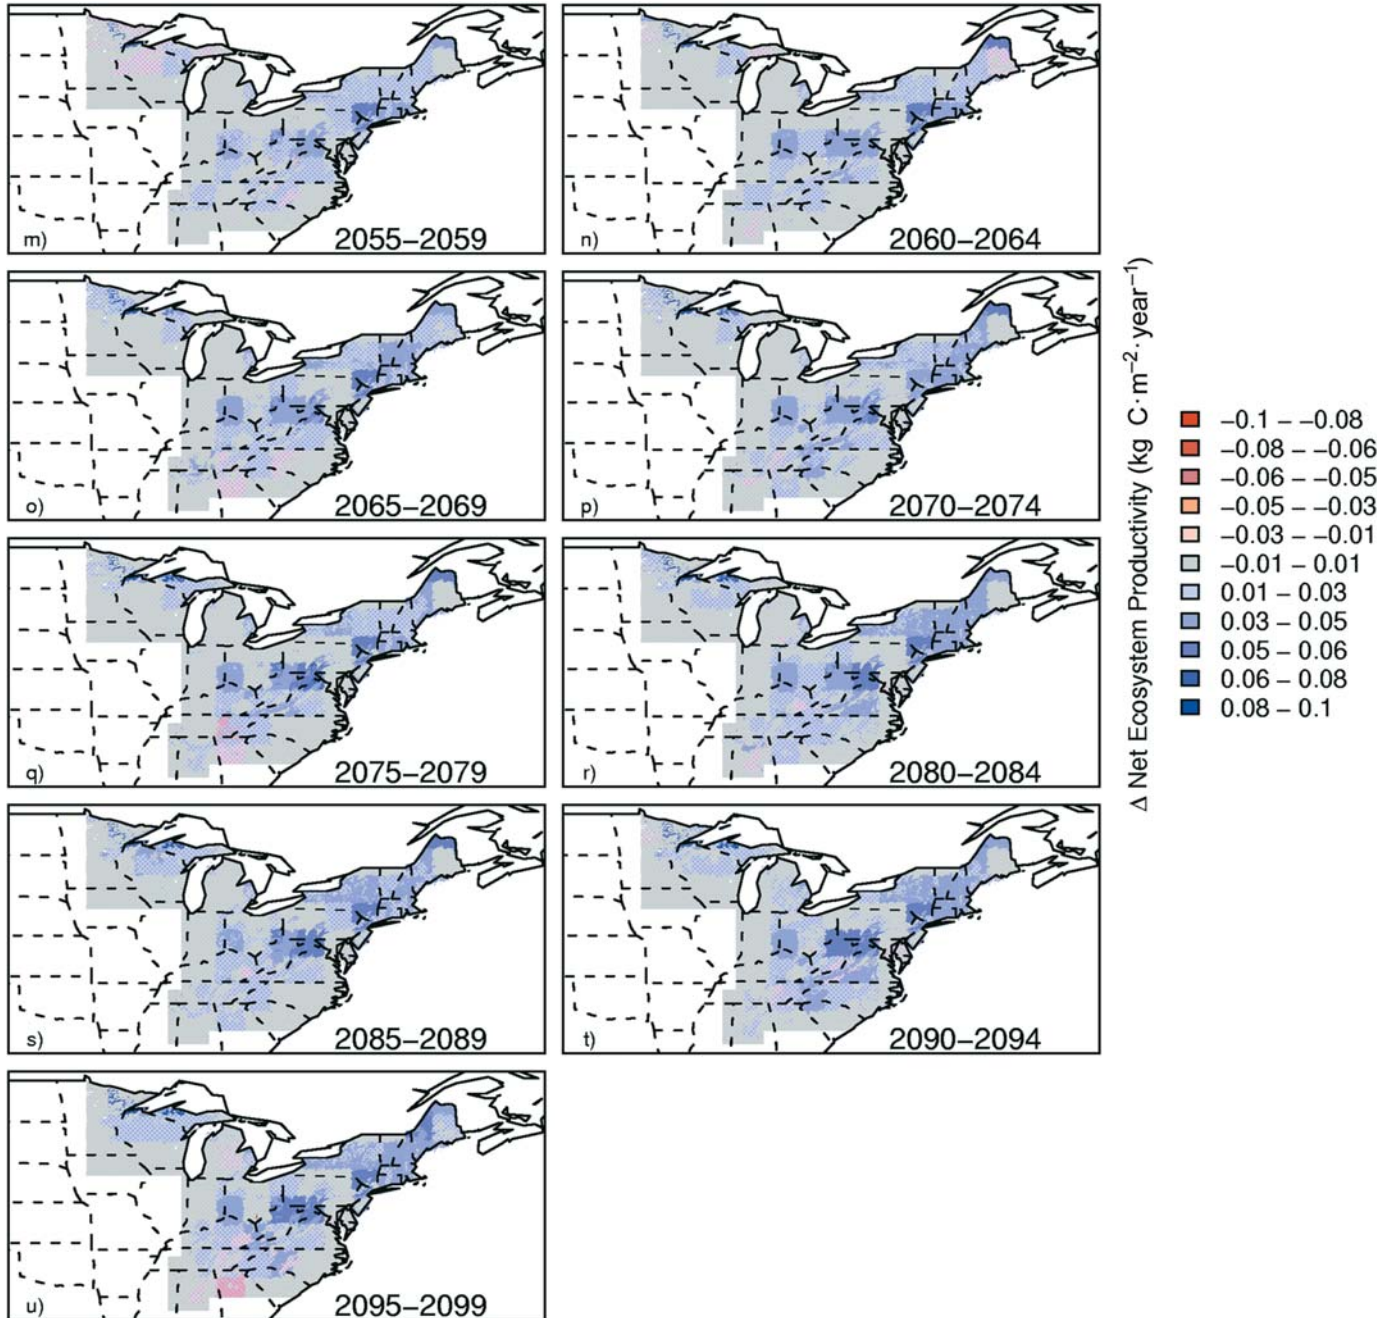 m)
2055–2059
n)
2060–2064
o)
2065–2069
p)
2070–2074
q)
2075–2079
r)
2080–2084
s)
2085–2089
t)
2090–2094
u)
2095–2099
Δ Net Ecosystem Productivity (kg C·m⁻²·year⁻¹)
−0.1 – −0.08
−0.08 – −0.06
−0.06 – −0.05
−0.05 – −0.03
−0.03 – −0.01
−0.01 – 0.01
0.01 – 0.03
0.03 – 0.05
0.05 – 0.06
0.06 – 0.08
0.08 – 0.1